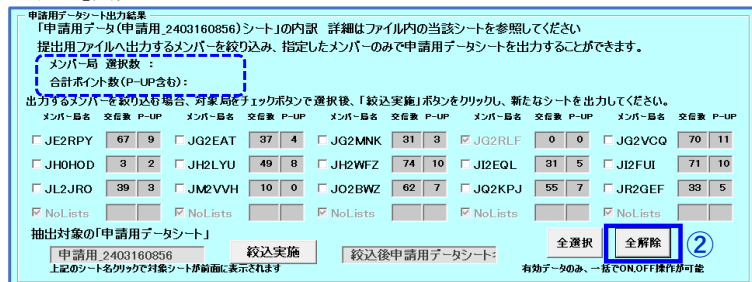 申請用データシート出力結果
「申請用データ(申請用_2403160856)シート」の内訳 詳細はファイル内の当該シートを参照してください
提出用ファイルへ出力するメンバーを絞り込み、指定したメンバーのみで申請用データシートを出力することができます。
メンバー局 選択数 :
合計ポイント数(P-UP含む):
出力するメンバーを絞り込む場合、対象局をチェックボタンで選択後、「絞込実施」ボタンをクリックし、新たなシートを出力してください。
メンバー局名 交信数 P-UP メンバー局名 交信数 P-UP メンバー局名 交信数 P-UP メンバー局名 交信数 P-UP メンバー局名 交信数 P-UP
JE2RPY 67 9 JG2EAT 37 4 JG2MNK 31 3 JG2RLF 0 0 JG2VCQ 70 11
JH0HOD 3 2 JH2LYU 49 8 JH2WFZ 74 10 JI2EQL 31 5 JI2FUI 71 10
JL2JRO 39 3 JM2VVH 10 0 JO2BWZ 62 7 JQ2KPJ 55 7 JR2GEF 33 5
NoLists NoLists NoLists NoLists NoLists
抽出対象の「申請用データシート」
申請用_2403160856 絞込実施 絞込後申請用データシート: 全選択 全解除 ②
上記のシート名クリックで対象シートが前面に表示されます 有効データのみ、一括でON,OFF操作が可能